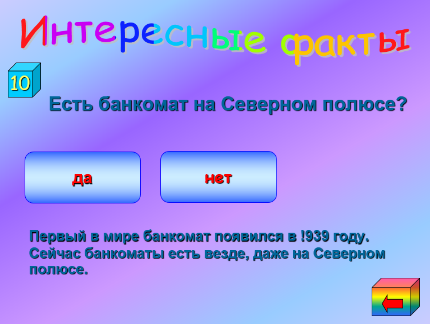 Интересные факты
10
Есть банкомат на Северном полюсе?
да
нет
Первый в мире банкомат появился в !939 году.
Сейчас банкоматы есть везде, даже на Северном
полюсе.